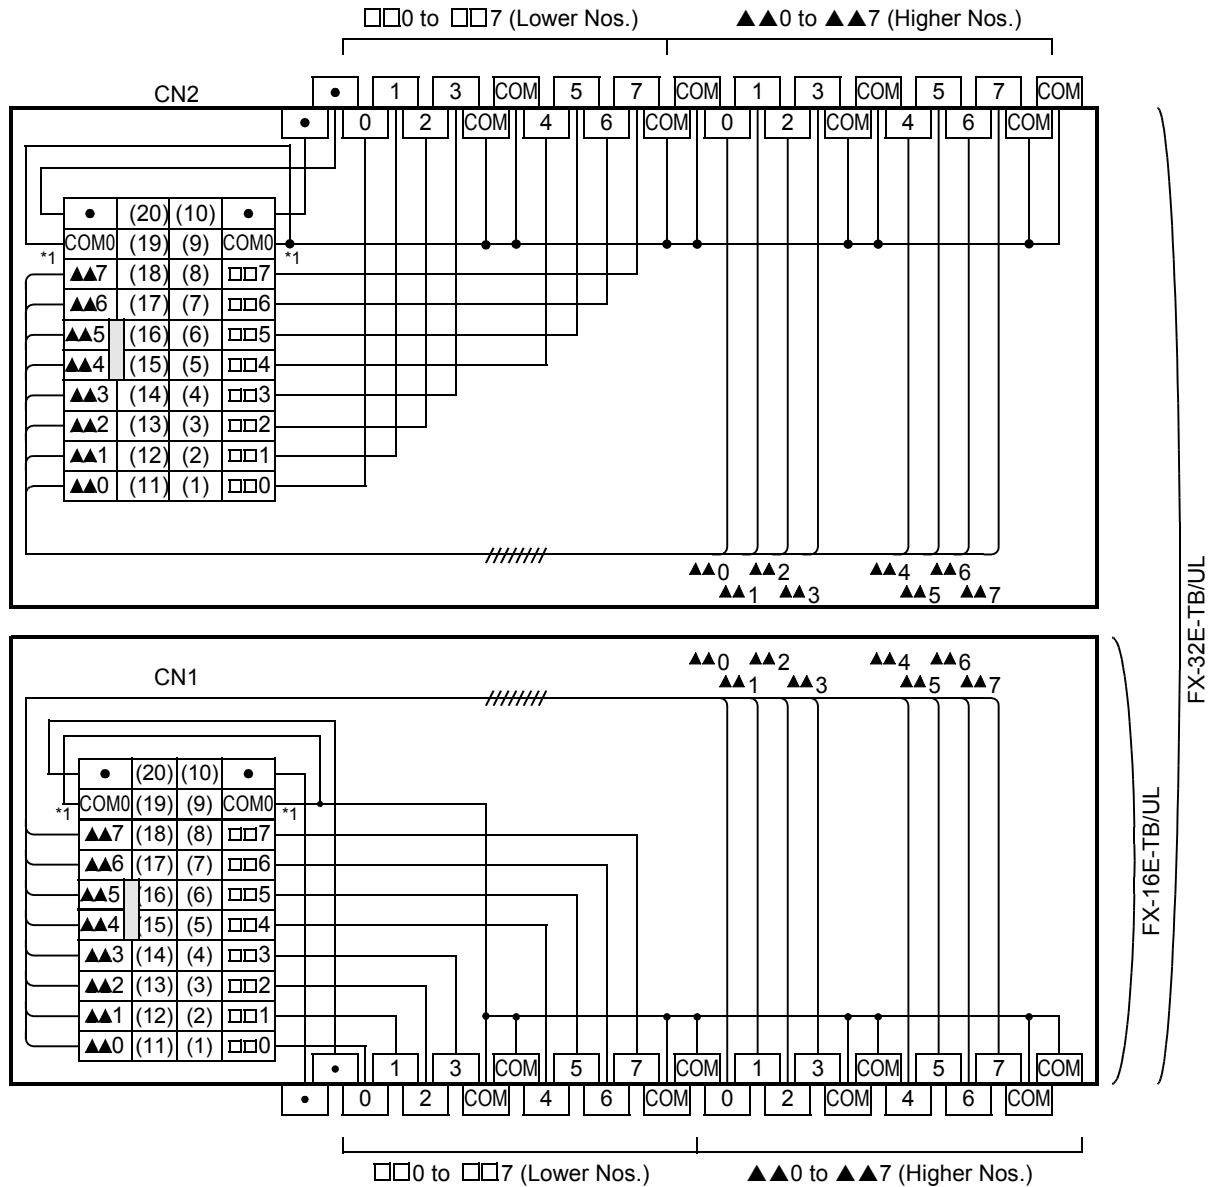 □□0 to □□7 (Lower Nos.) ▲▲0 to ▲▲7 (Higher Nos.)
CN2
● 1 3 COM 5 7 COM 1 3 COM 5 7 COM
● 0 2 COM 4 6 COM 0 2 COM 4 6 COM
● (20) (10) ●
COM0 (19) (9) COM0
*1 *1
▲▲7 (18) (8) □□7
▲▲6 (17) (7) □□6
▲▲5 (16) (6) □□5
▲▲4 (15) (5) □□4
▲▲3 (14) (4) □□3
▲▲2 (13) (3) □□2
▲▲1 (12) (2) □□1
▲▲0 (11) (1) □□0
▲▲0 ▲▲2 ▲▲4 ▲▲6
▲▲1 ▲▲3 ▲▲5 ▲▲7
FX-32E-TB/UL
CN1
▲▲0 ▲▲2 ▲▲4 ▲▲6
▲▲1 ▲▲3 ▲▲5 ▲▲7
● (20) (10) ●
COM0 (19) (9) COM0
*1 *1
▲▲7 (18) (8) □□7
▲▲6 (17) (7) □□6
▲▲5 (16) (6) □□5
▲▲4 (15) (5) □□4
▲▲3 (14) (4) □□3
▲▲2 (13) (3) □□2
▲▲1 (12) (2) □□1
▲▲0 (11) (1) □□0
FX-16E-TB/UL
● 1 3 COM 5 7 COM 1 3 COM 5 7 COM
● 0 2 COM 4 6 COM 0 2 COM 4 6 COM
□□0 to □□7 (Lower Nos.) ▲▲0 to ▲▲7 (Higher Nos.)